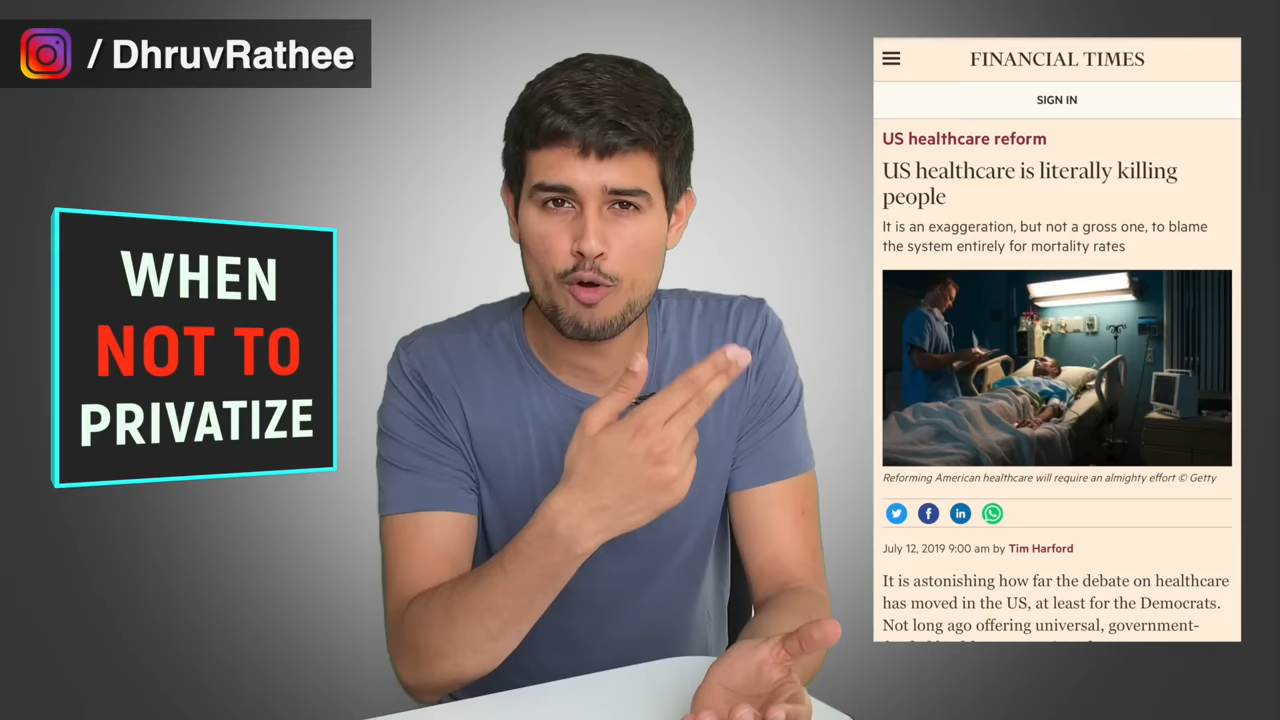 / DhruvRathee
WHEN
NOT TO
PRIVATIZE
FINANCIAL TIMES
SIGN IN
US healthcare reform
US healthcare is literally killing
people
It is an exaggeration, but not a gross one, to blame
the system entirely for mortality rates
Reforming American healthcare will require an almighty effort © Getty
July 12, 2019 9:00 am by Tim Harford
It is astonishing how far the debate on healthcare
has moved in the US, at least for the Democrats.
Not long ago offering universal, government-